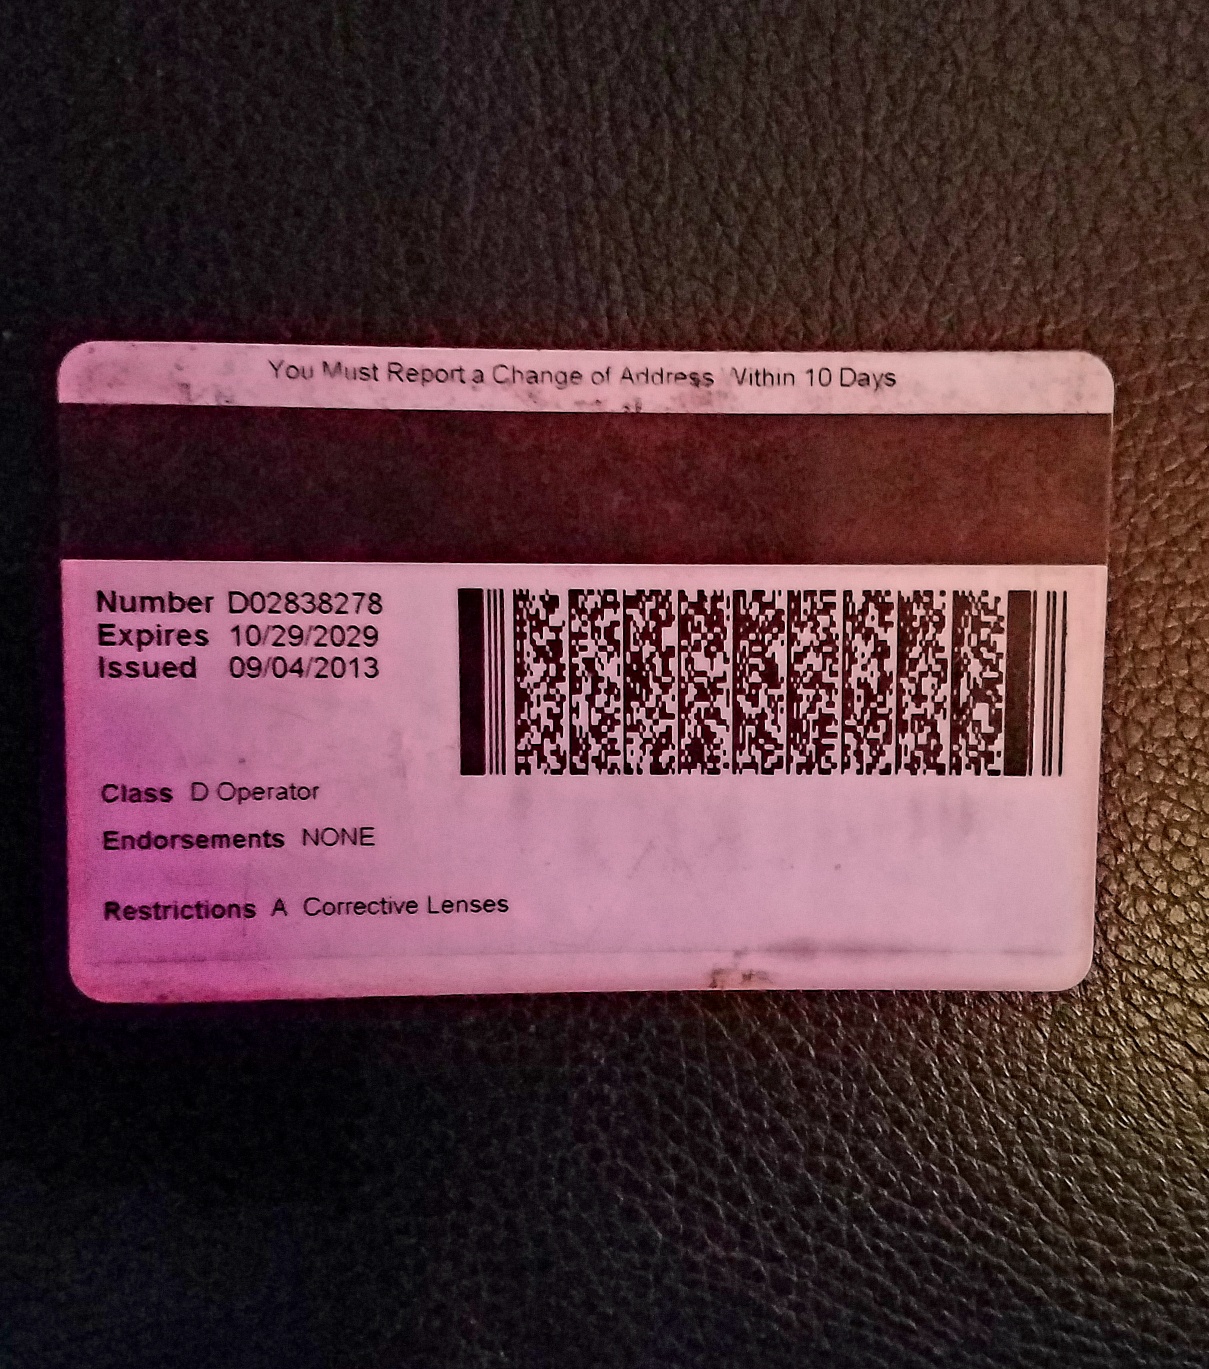 You Must Report a Change of Address Within 10 Days
Number D02838278
Expires 10/29/2029
Issued 09/04/2013
Class D Operator
Endorsements NONE
Restrictions A Corrective Lenses